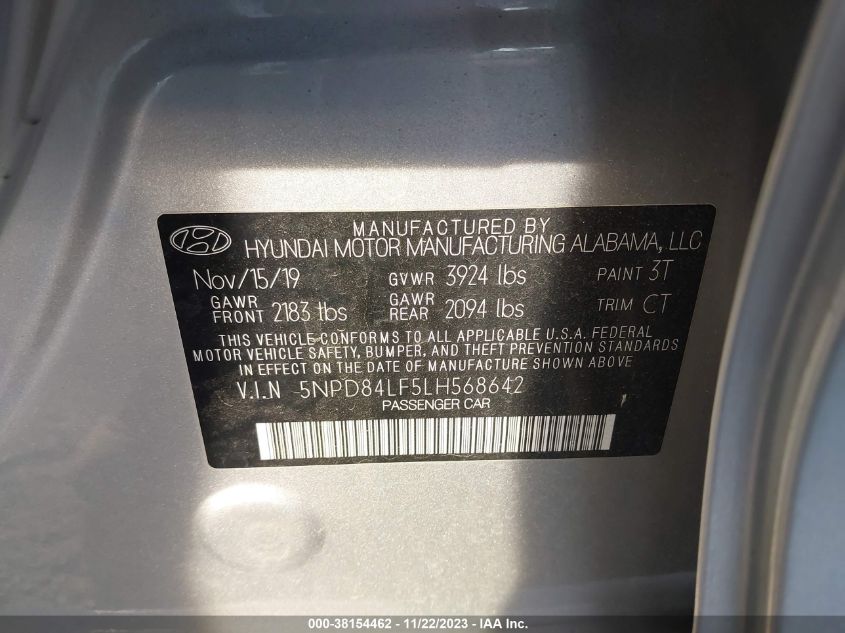 MANUFACTURED BY
HYUNDAI MOTOR MANUFACTURING ALABAMA, LLC
Nov/15/19 GVWR 3924 lbs PAINT 3T
GAWR FRONT 2183 lbs GAWR REAR 2094 lbs TRIM CT
THIS VEHICLE CONFORMS TO ALL APPLICABLE U.S.A. FEDERAL
MOTOR VEHICLE SAFETY, BUMPER, AND THEFT PREVENTION STANDARDS
IN EFFECT ON THE DATE OF MANUFACTURE SHOWN ABOVE
V.I.N 5NPD84LF5LH568642
PASSENGER CAR
000-38154462 - 11/22/2023 - IAA Inc.